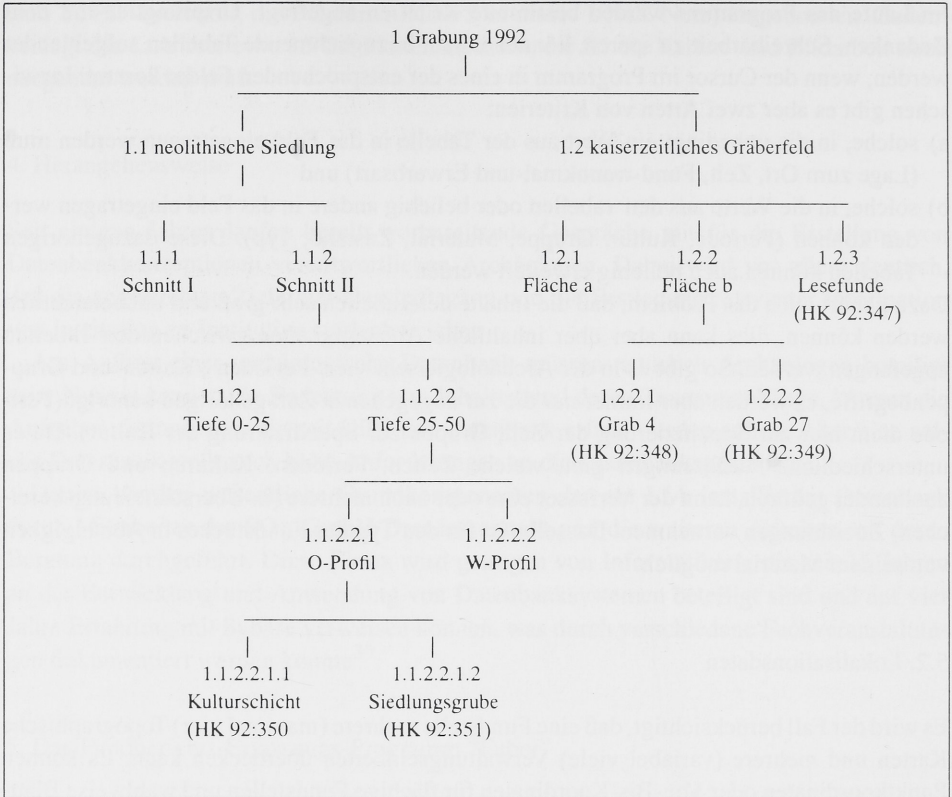 1 Grabung 1992
1.1 neolithische Siedlung
1.2 kaiserzeitliches Gräberfeld
1.1.1
Schnitt I
1.1.2
Schnitt II
1.2.1
Fläche a
1.2.2
Fläche b
1.2.3
Lesefunde
(HK 92:347)
1.1.2.1
Tiefe 0-25
1.1.2.2
Tiefe 25-50
1.2.2.1
Grab 4
(HK 92:348)
1.2.2.2
Grab 27
(HK 92:349)
1.1.2.2.1
O-Profil
1.1.2.2.2
W-Profil
1.1.2.2.1.1
Kulturschicht
(HK 92:350
1.1.2.2.1.2
Siedlungsgrube
(HK 92:351)